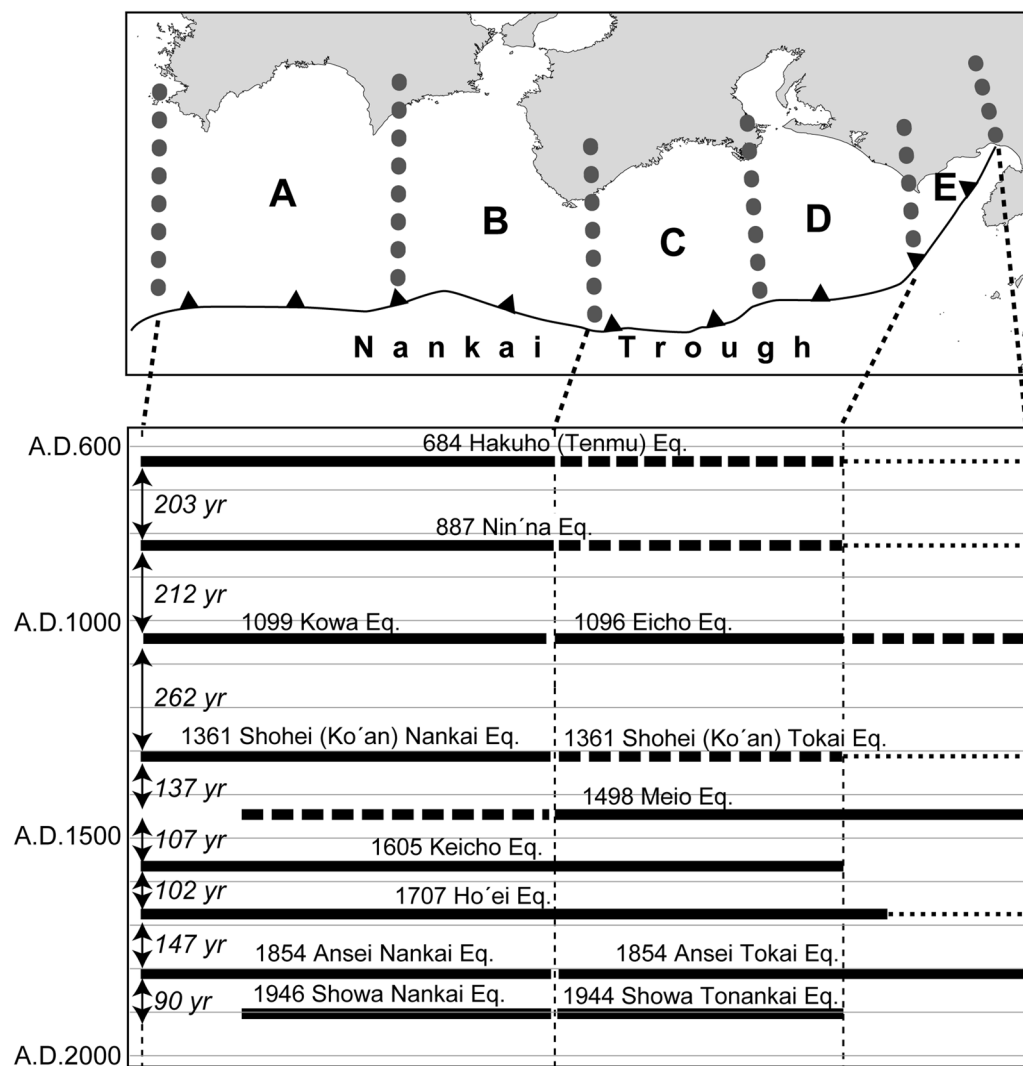 A
B
C
D
E
Nankai Trough
A.D.600
684 Hakuho (Tenmu) Eq.
203 yr
887 Nin´na Eq.
212 yr
A.D.1000
1099 Kowa Eq.
1096 Eicho Eq.
262 yr
1361 Shohei (Ko´an) Nankai Eq.
1361 Shohei (Ko´an) Tokai Eq.
137 yr
1498 Meio Eq.
A.D.1500
107 yr
1605 Keicho Eq.
102 yr
1707 Ho´ei Eq.
147 yr
1854 Ansei Nankai Eq.
1854 Ansei Tokai Eq.
90 yr
1946 Showa Nankai Eq.
1944 Showa Tonankai Eq.
A.D.2000